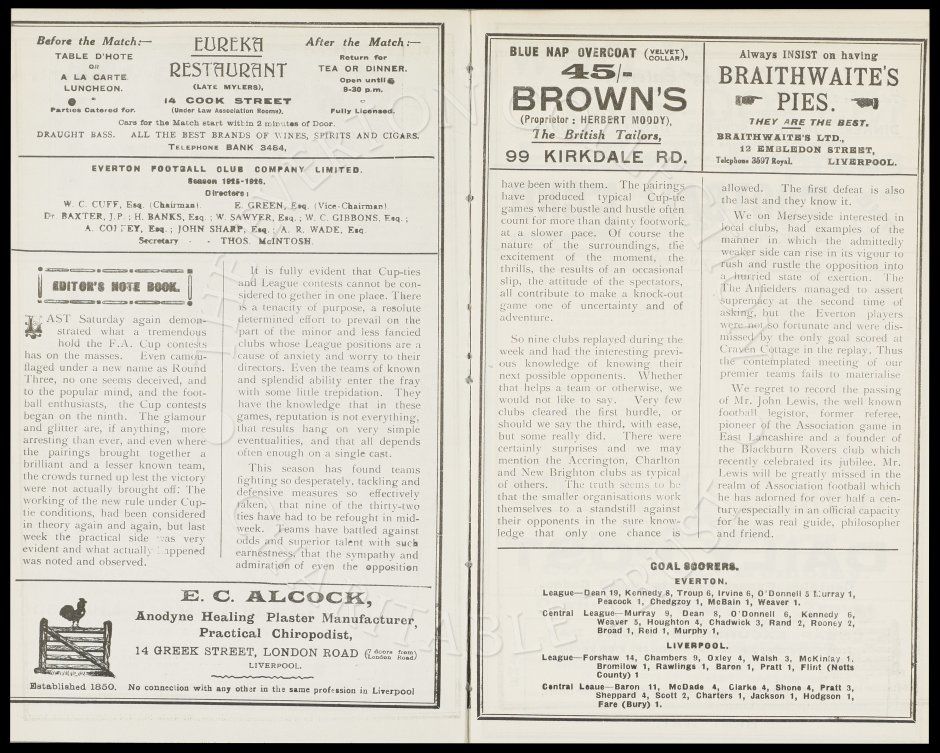 Before the Match:—
TABLE D'HOTE
OR
A LA CARTE
LUNCHEON.
Parties Catered for.
EUREKA
RESTAURANT
(LATE MYLERS),
14 COOK STREET
(Under Law Association Rooms).
After the Match:—
Return for
TEA OR DINNER.
Open until
9-30 p.m.
Fully Licensed.
Cars for the Match start within 2 minutes of Door.
DRAUGHT BASS. ALL THE BEST BRANDS OF WINES, SPIRITS AND CIGARS.
TELEPHONE BANK 3484.
EVERTON FOOTBALL CLUB COMPANY LIMITED.
Season 1925-1926.
Directors:
W. C. CUFF, Esq. (Chairman). E. GREEN, Esq. (Vice-Chairman)
Dr. BAXTER, J.P.; H. BANKS, Esq.; W. SAWYER, Esq.; W. C. GIBBONS, Esq.;
A. COFFEY, Esq.; JOHN SHARP, Esq.; A. R. WADE, Esq.
Secretary - - THOS. McINTOSH.
EDITOR'S NOTE BOOK.
LAST Saturday again demon-
strated what a tremendous
hold the F.A. Cup contests
has on the masses. Even camou-
flaged under a new name as Round
Three, no one seems deceived, and
to the popular mind, and the foot-
ball enthusiasts, the Cup contests
began on the ninth. The glamour
and glitter are, if anything, more
arresting than ever, and even where
the pairings brought together a
brilliant and a lesser known team,
the crowds turned up lest the victory
were not actually brought off. The
working of the new rule under Cup-
tie conditions, had been considered
in theory again and again, but last
week the practical side was very
evident and what actually happened
was noted and observed.
It is fully evident that Cup-ties
and League contests cannot be con-
sidered to gether in one place. There
is a tenacity of purpose, a resolute
determined effort to prevail on the
part of the minor and less fancied
clubs whose League positions are a
cause of anxiety and worry to their
directors. Even the teams of known
and splendid ability enter the fray
with some little trepidation. They
have the knowledge that in these
games, reputation is not everything,
that results hang on very simple
eventualities, and that all depends
often enough on a single cast.
This season has found teams
fighting so desperately, tackling and
defensive measures so effectively
taken, that nine of the thirty-two
ties have had to be refought in mid-
week. Teams have battled against
odds and superior talent with such
earnestness, that the sympathy and
admiration of even the opposition
E. C. ALCOCK,
Anodyne Healing Plaster Manufacturer,
Practical Chiropodist,
14 GREEK STREET, LONDON ROAD (7 doors from London Road)
LIVERPOOL.
Established 1850. No connection with any other in the same profession in Liverpool
BLUE NAP OVERCOAT (VELVET COLLAR),
45/-
BROWN'S
(Proprietor: HERBERT MOODY),
The British Tailors,
99 KIRKDALE RD.
Always INSIST on having
BRAITHWAITE'S
PIES.
THEY ARE THE BEST.
BRAITHWAITE'S LTD.,
12 EMBLEDON STREET,
Telephone 3597 Royal. LIVERPOOL.
have been with them. The pairings
have produced typical Cup-tie
games where bustle and hustle often
count for more than dainty footwork
at a slower pace. Of course the
nature of the surroundings, the
excitement of the moment, the
thrills, the results of an occasional
slip, the attitude of the spectators,
all contribute to make a knock-out
game one of uncertainty and of
adventure.
So nine clubs replayed during the
week and had the interesting previ-
ous knowledge of knowing their
next possible opponents. Whether
that helps a team or otherwise, we
would not like to say. Very few
clubs cleared the first hurdle, or
should we say the third, with ease,
but some really did. There were
certainly surprises and we may
mention the Accrington, Charlton
and New Brighton clubs as typical
of others. The truth seems to be
that the smaller organisations work
themselves to a standstill against
their opponents in the sure know-
ledge that only one chance is
allowed. The first defeat is also
the last and they know it.
We on Merseyside interested in
local clubs, had examples of the
manner in which the admittedly
weaker side can rise in its vigour to
rush and rustle the opposition into
a hurried state of exertion. The
The Anfielders managed to assert
supremacy at the second time of
asking, but the Everton players
were not so fortunate and were dis-
missed by the only goal scored at
Craven Cottage in the replay. Thus
the contemplated meeting of our
premier teams fails to materialise
We regret to record the passing
of Mr. John Lewis, the well known
football legistor, former referee,
pioneer of the Association game in
East Lancashire and a founder of
the Blackburn Rovers club which
recently celebrated its jubilee. Mr.
Lewis will be greatly missed in the
realm of Association football which
he has adorned for over half a cen-
tury especially in an official capacity
for he was real guide, philosopher
and friend.
GOAL SCORERS.
EVERTON.
League—Dean 19, Kennedy 8, Troup 6, Irvine 6, O'Donnell 5 Murray 1,
Peacock 1, Chedgzoy 1, McBain 1, Weaver 1.
Central League—Murray 9, Dean 8, O'Donnell 6, Kennedy 6,
Weaver 5, Houghton 4, Chadwick 3, Rand 2, Rooney 2,
Broad 1, Reid 1, Murphy 1,
LIVERPOOL.
League—Forshaw 14, Chambers 9, Oxley 4, Walsh 3, McKinlay 1,
Bromilow 1, Rawlings 1, Baron 1, Pratt 1, Flint (Notts
County) 1
Central Leaue—Baron 11, McDade 4, Clarke 4, Shone 4, Pratt 3,
Sheppard 4, Scott 2, Charters 1, Jackson 1, Hodgson 1,
Fare (Bury) 1.